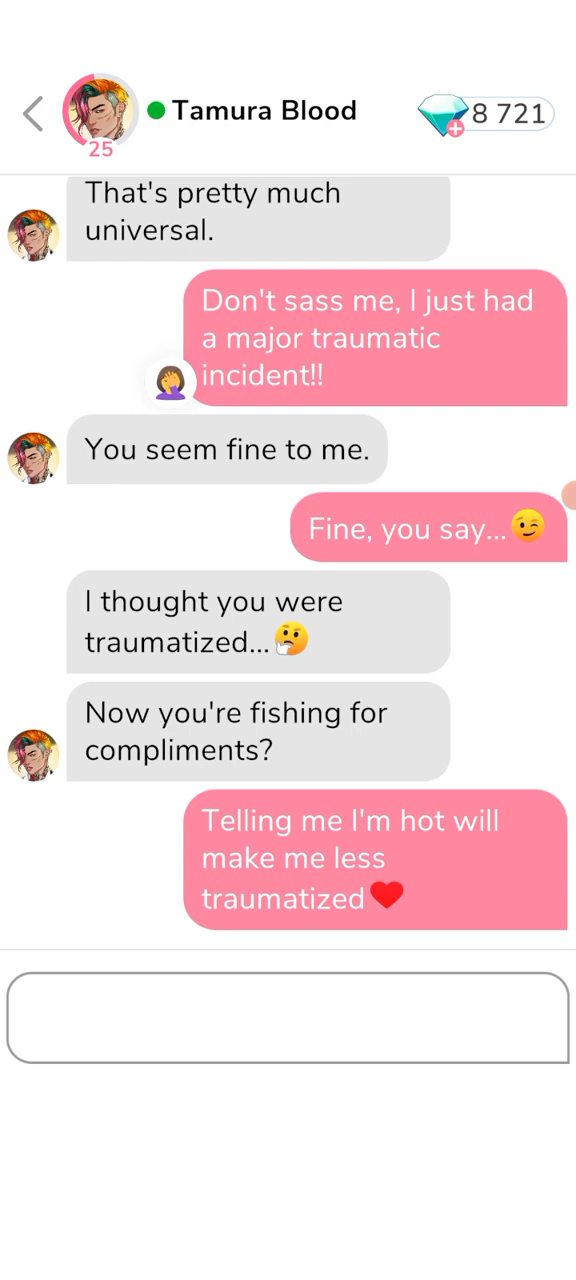 Tamura Blood
8 721
25
That's pretty much
universal.
Don't sass me, I just had
a major traumatic
incident!!
You seem fine to me.
Fine, you say...😉
I thought you were
traumatized...🤔
Now you're fishing for
compliments?
Telling me I'm hot will
make me less
traumatized❤️